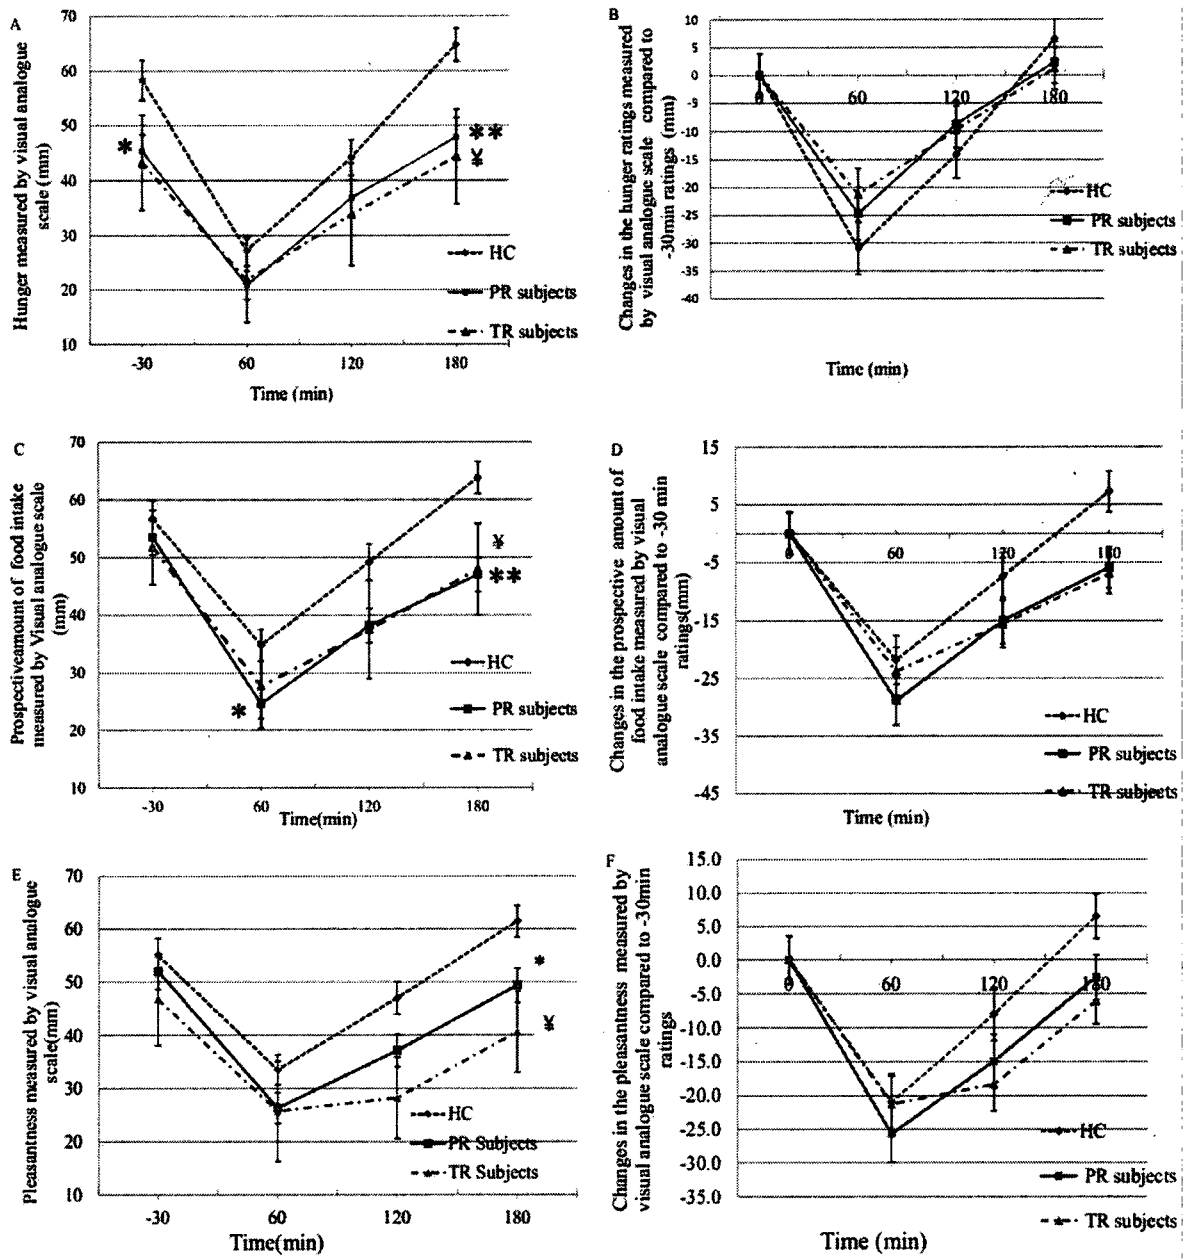 A
70
60
50
40
30
20
10
-30
60
120
180
Hunger measured by visual analogue
scale (mm)
Time (min)
*
**
¥
HC
PR subjects
TR subjects
B
10
5
0
-5
-10
-15
-20
-25
-30
-35
-40
0
60
120
180
Changes in the hunger ratings measured
by visual analogue scale compared to
-30min ratings (mm)
Time (min)
HC
PR subjects
TR subjects
C
70
60
50
40
30
20
10
-30
60
120
180
Prospectiveamount of food intake
measured by Visual analogue scale
(mm)
Time(min)
*
¥
**
HC
PR subjects
TR subjects
D
15
5
-5
-15
-25
-35
-45
0
60
120
180
Changes in the prospective amount of
food intake measured by visual
analogue scale compared to -30 min
ratings(mm)
Time (min)
HC
PR subjects
TR subjects
E
70
60
50
40
30
20
10
-30
60
120
180
Pleasantness measured by visual analogue
scale(mm)
Time(min)
*
¥
HC
PR Subjects
TR Subjects
F
15.0
10.0
5.0
0.0
-5.0
-10.0
-15.0
-20.0
-25.0
-30.0
-35.0
0
60
120
180
Changes in the pleasantness measured by
visual analogue scale compared to -30min
ratings
Time (min)
HC
PR subjects
TR subjects